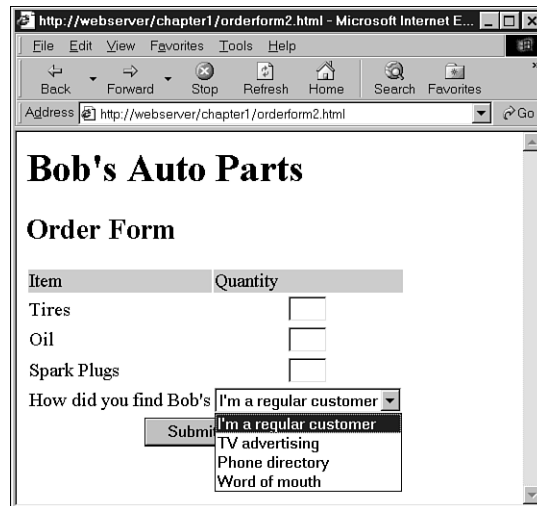 http://webserver/chapter1/orderform2.html - Microsoft Internet E...
File Edit View Favorites Tools Help
Back Forward Stop Refresh Home Search Favorites
Address http://webserver/chapter1/orderform2.html Go
Bob's Auto Parts
Order Form
Item Quantity
Tires
Oil
Spark Plugs
How did you find Bob's I'm a regular customer
I'm a regular customer
Submit
TV advertising
Phone directory
Word of mouth